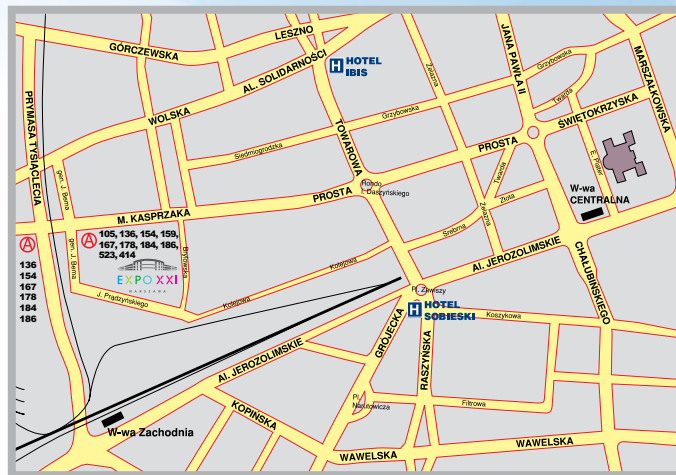 LESZNO
GÓRCZEWSKA
JANA PAWŁA II
MARSZAŁKOWSKA
H HOTEL
IBIS
AL. SOLIDARNOŚCI
Żelazna
Grzybowska
PRYMASA TYSIĄCLECIA
WOLSKA
Grzybowska
Twarda
ŚWIĘTOKRZYSKA
TOWAROWA
PROSTA
Siedmiogrodzka
E. Plater
gen. J. Bema
Twarda
Rondo
I. Daszyńskiego
PROSTA
W-wa
CENTRALNA
Złota
M. KASPRZAKA
Żelazna
Srebrna
A 105, 136, 154, 159,
167, 178, 184, 186,
523, 414
A
136
154
167
178
184
186
gen. J. Bema
Brylowska
Al. JEROZOLIMSKIE
CHAŁUBIŃSKIEGO
EXPO XXI
WARSZAWA
Kolejowa
Pl. Zawiszy
J. Prądzyńskiego
Kolejowa
H HOTEL
SOBIESKI
Koszykowa
GRÓJECKA
RASZYŃSKA
Al. JEROZOLIMSKIE
Pl.
Narutowicza
Filtrowa
KOPIŃSKA
W-wa Zachodnia
WAWELSKA
WAWELSKA